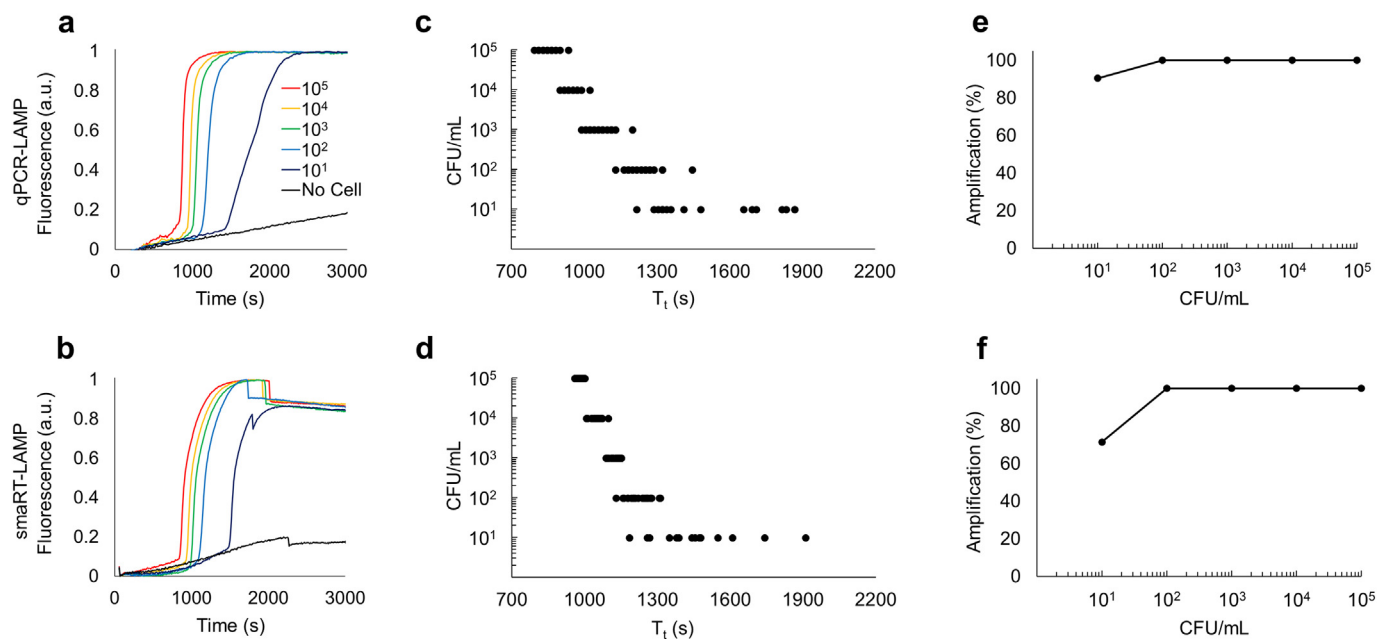 a
qPCR-LAMP
Fluorescence (a.u.)
1
0.8
0.6
0.4
0.2
0
10⁵
10⁴
10³
10²
10¹
No Cell
0 1000 2000 3000
Time (s)
c
CFU/mL
10⁵
10⁴
10³
10²
10¹
700 1000 1300 1600 1900 2200
Tₜ (s)
e
Amplification (%)
100
80
60
40
20
0
10¹ 10² 10³ 10⁴ 10⁵
CFU/mL
b
smaRT-LAMP
Fluorescence (a.u.)
1
0.8
0.6
0.4
0.2
0
0 1000 2000 3000
Time (s)
d
CFU/mL
10⁵
10⁴
10³
10²
10¹
700 1000 1300 1600 1900 2200
Tₜ (s)
f
Amplification (%)
100
80
60
40
20
0
10¹ 10² 10³ 10⁴ 10⁵
CFU/mL